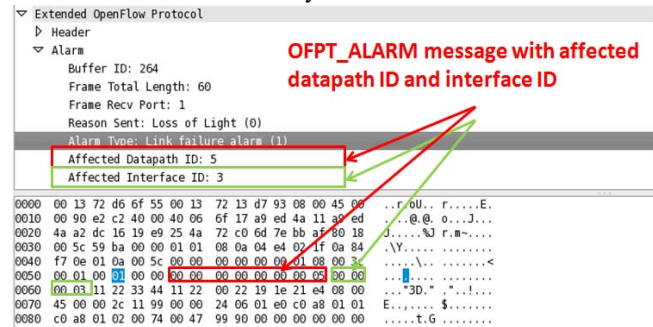 Extended OpenFlow Protocol
Header
Alarm
OFPT_ALARM message with affected
datapath ID and interface ID
Buffer ID: 264
Frame Total Length: 60
Frame Recv Port: 1
Reason Sent: Loss of Light (0)
Alarm Type: Link failure alarm (1)
Affected Datapath ID: 5
Affected Interface ID: 3
0000 00 13 72 d6 6f 55 00 13 72 13 d7 93 08 00 45 00 ..r.oU.. r.....E.
0010 00 90 e2 c2 40 00 40 06 6f 17 a9 ed 4a 11 a9 ed ....@.@. o...J...
0020 4a a2 dc 16 19 e9 25 4a 72 c0 6d 7e bb af 80 18 J.....%J r.m~....
0030 00 5c 59 ba 00 00 01 01 08 0a 04 e4 02 1f 0a 84 .\Y..... ........
0040 f7 0e 01 0a 00 5c 00 00 00 00 00 00 01 08 00 3c .....\.. .......<
0050 00 01 00 01 00 00 00 00 00 00 00 00 00 05 00 00 ........ ........
0060 00 03 11 22 33 44 11 22 00 22 19 1e 21 e4 08 00 ..."3D." ."..!...
0070 45 00 00 2c 11 99 00 00 24 06 01 e0 c0 a8 01 01 E..,.... $.......
0080 c0 a8 01 02 00 74 00 47 99 90 00 00 00 00 00 00 .....t.G ........